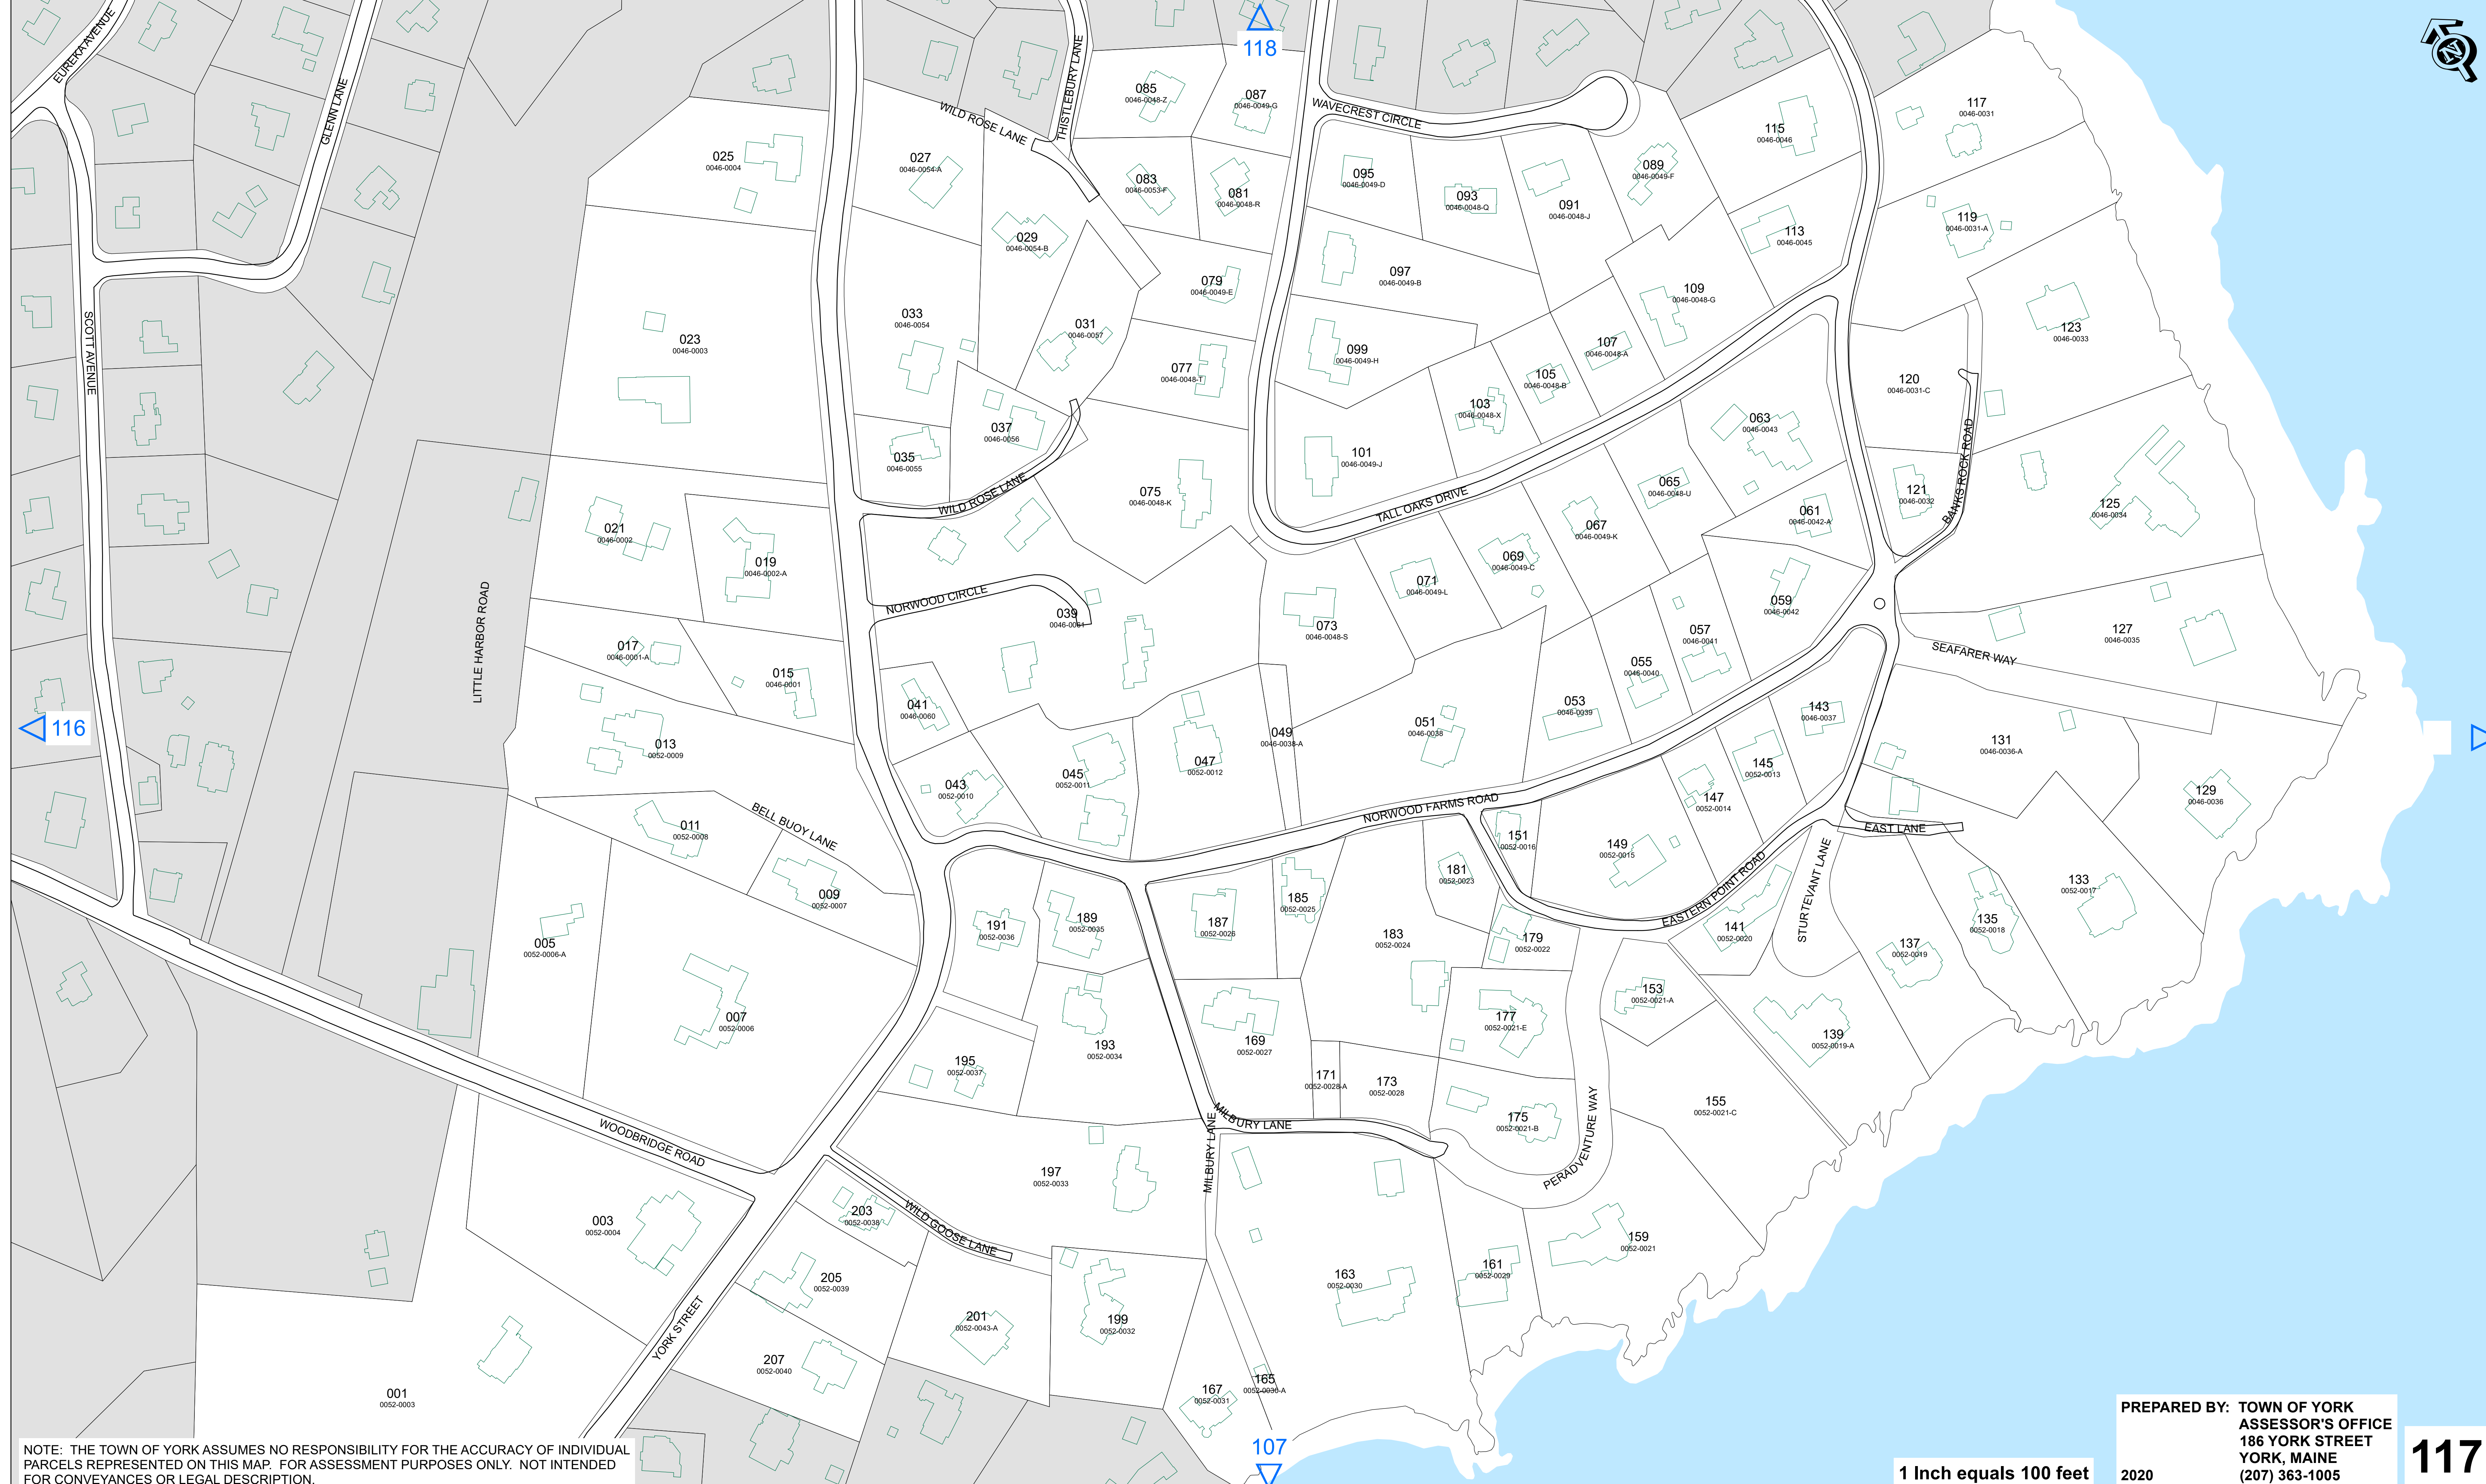 EUREKA AVENUE
GLENN LANE
THISTLEBURY LANE
118
N
085
0046-0048-Z
087
0046-0049-G
WILD ROSE LANE
WAVECREST CIRCLE
117
0046-0031
115
0046-0046
025
0046-0004
027
0046-0054-A
083
0046-0053-F
081
0046-0048-R
095
0046-0049-D
093
0046-0048-Q
091
0046-0048-J
089
0046-0049-F
029
0046-0054-B
113
0046-0045
119
0046-0031-A
079
0046-0049-E
097
0046-0049-B
109
0046-0048-G
SCOTT AVENUE
023
0046-0003
033
0046-0054
031
0046-0057
077
0046-0048-T
099
0046-0049-H
107
0046-0048-A
123
0046-0033
105
0046-0048-B
120
0046-0031-C
103
0046-0048-X
063
0046-0043
037
0046-0056
035
0046-0055
101
0046-0049-J
BANKS ROCK ROAD
WILD ROSE LANE
075
0046-0048-K
TALL OAKS DRIVE
065
0046-0048-U
121
0046-0032
125
0046-0034
021
0046-0002
067
0046-0049-K
061
0046-0042-A
019
0046-0002-A
069
0046-0049-C
071
0046-0049-L
NORWOOD CIRCLE
039
0046-0061
059
0046-0042
LITTLE HARBOR ROAD
073
0046-0048-S
057
0046-0041
127
0046-0035
017
0046-0001-A
015
0046-0001
055
0046-0040
SEAFARER WAY
041
0046-0060
053
0046-0039
143
0046-0037
116
013
0052-0009
049
0046-0038-A
051
0046-0038
131
0046-0036-A
047
0052-0012
145
0052-0013
045
0052-0011
043
0052-0010
147
0052-0014
129
0046-0036
011
0052-0008
BELL BUOY LANE
NORWOOD FARMS ROAD
151
0052-0016
149
0052-0015
EAST LANE
009
0052-0007
181
0052-0023
EASTERN POINT ROAD
STURTEVANT LANE
133
0052-0017
185
0052-0025
187
0052-0026
189
0052-0035
191
0052-0036
135
0052-0018
141
0052-0020
183
0052-0024
179
0052-0022
005
0052-0006-A
137
0052-0019
153
0052-0021-A
007
0052-0006
177
0052-0021-E
139
0052-0019-A
193
0052-0034
169
0052-0027
195
0052-0037
171
0052-0028-A
173
0052-0028
155
0052-0021-C
175
0052-0021-B
PERADVENTURE WAY
MILBURY LANE
MILBURY LANE
WOODBRIDGE ROAD
197
0052-0033
003
0052-0004
203
0052-0038
WILD GOOSE LANE
159
0052-0021
161
0052-0029
163
0052-0030
205
0052-0039
201
0052-0043-A
199
0052-0032
YORK STREET
207
0052-0040
165
0052-0030-A
167
0052-0031
001
0052-0003
107
NOTE: THE TOWN OF YORK ASSUMES NO RESPONSIBILITY FOR THE ACCURACY OF INDIVIDUAL
PARCELS REPRESENTED ON THIS MAP. FOR ASSESSMENT PURPOSES ONLY. NOT INTENDED
FOR CONVEYANCES OR LEGAL DESCRIPTION.
1 Inch equals 100 feet
PREPARED BY: TOWN OF YORK
ASSESSOR'S OFFICE
186 YORK STREET
YORK, MAINE
2020 (207) 363-1005
117